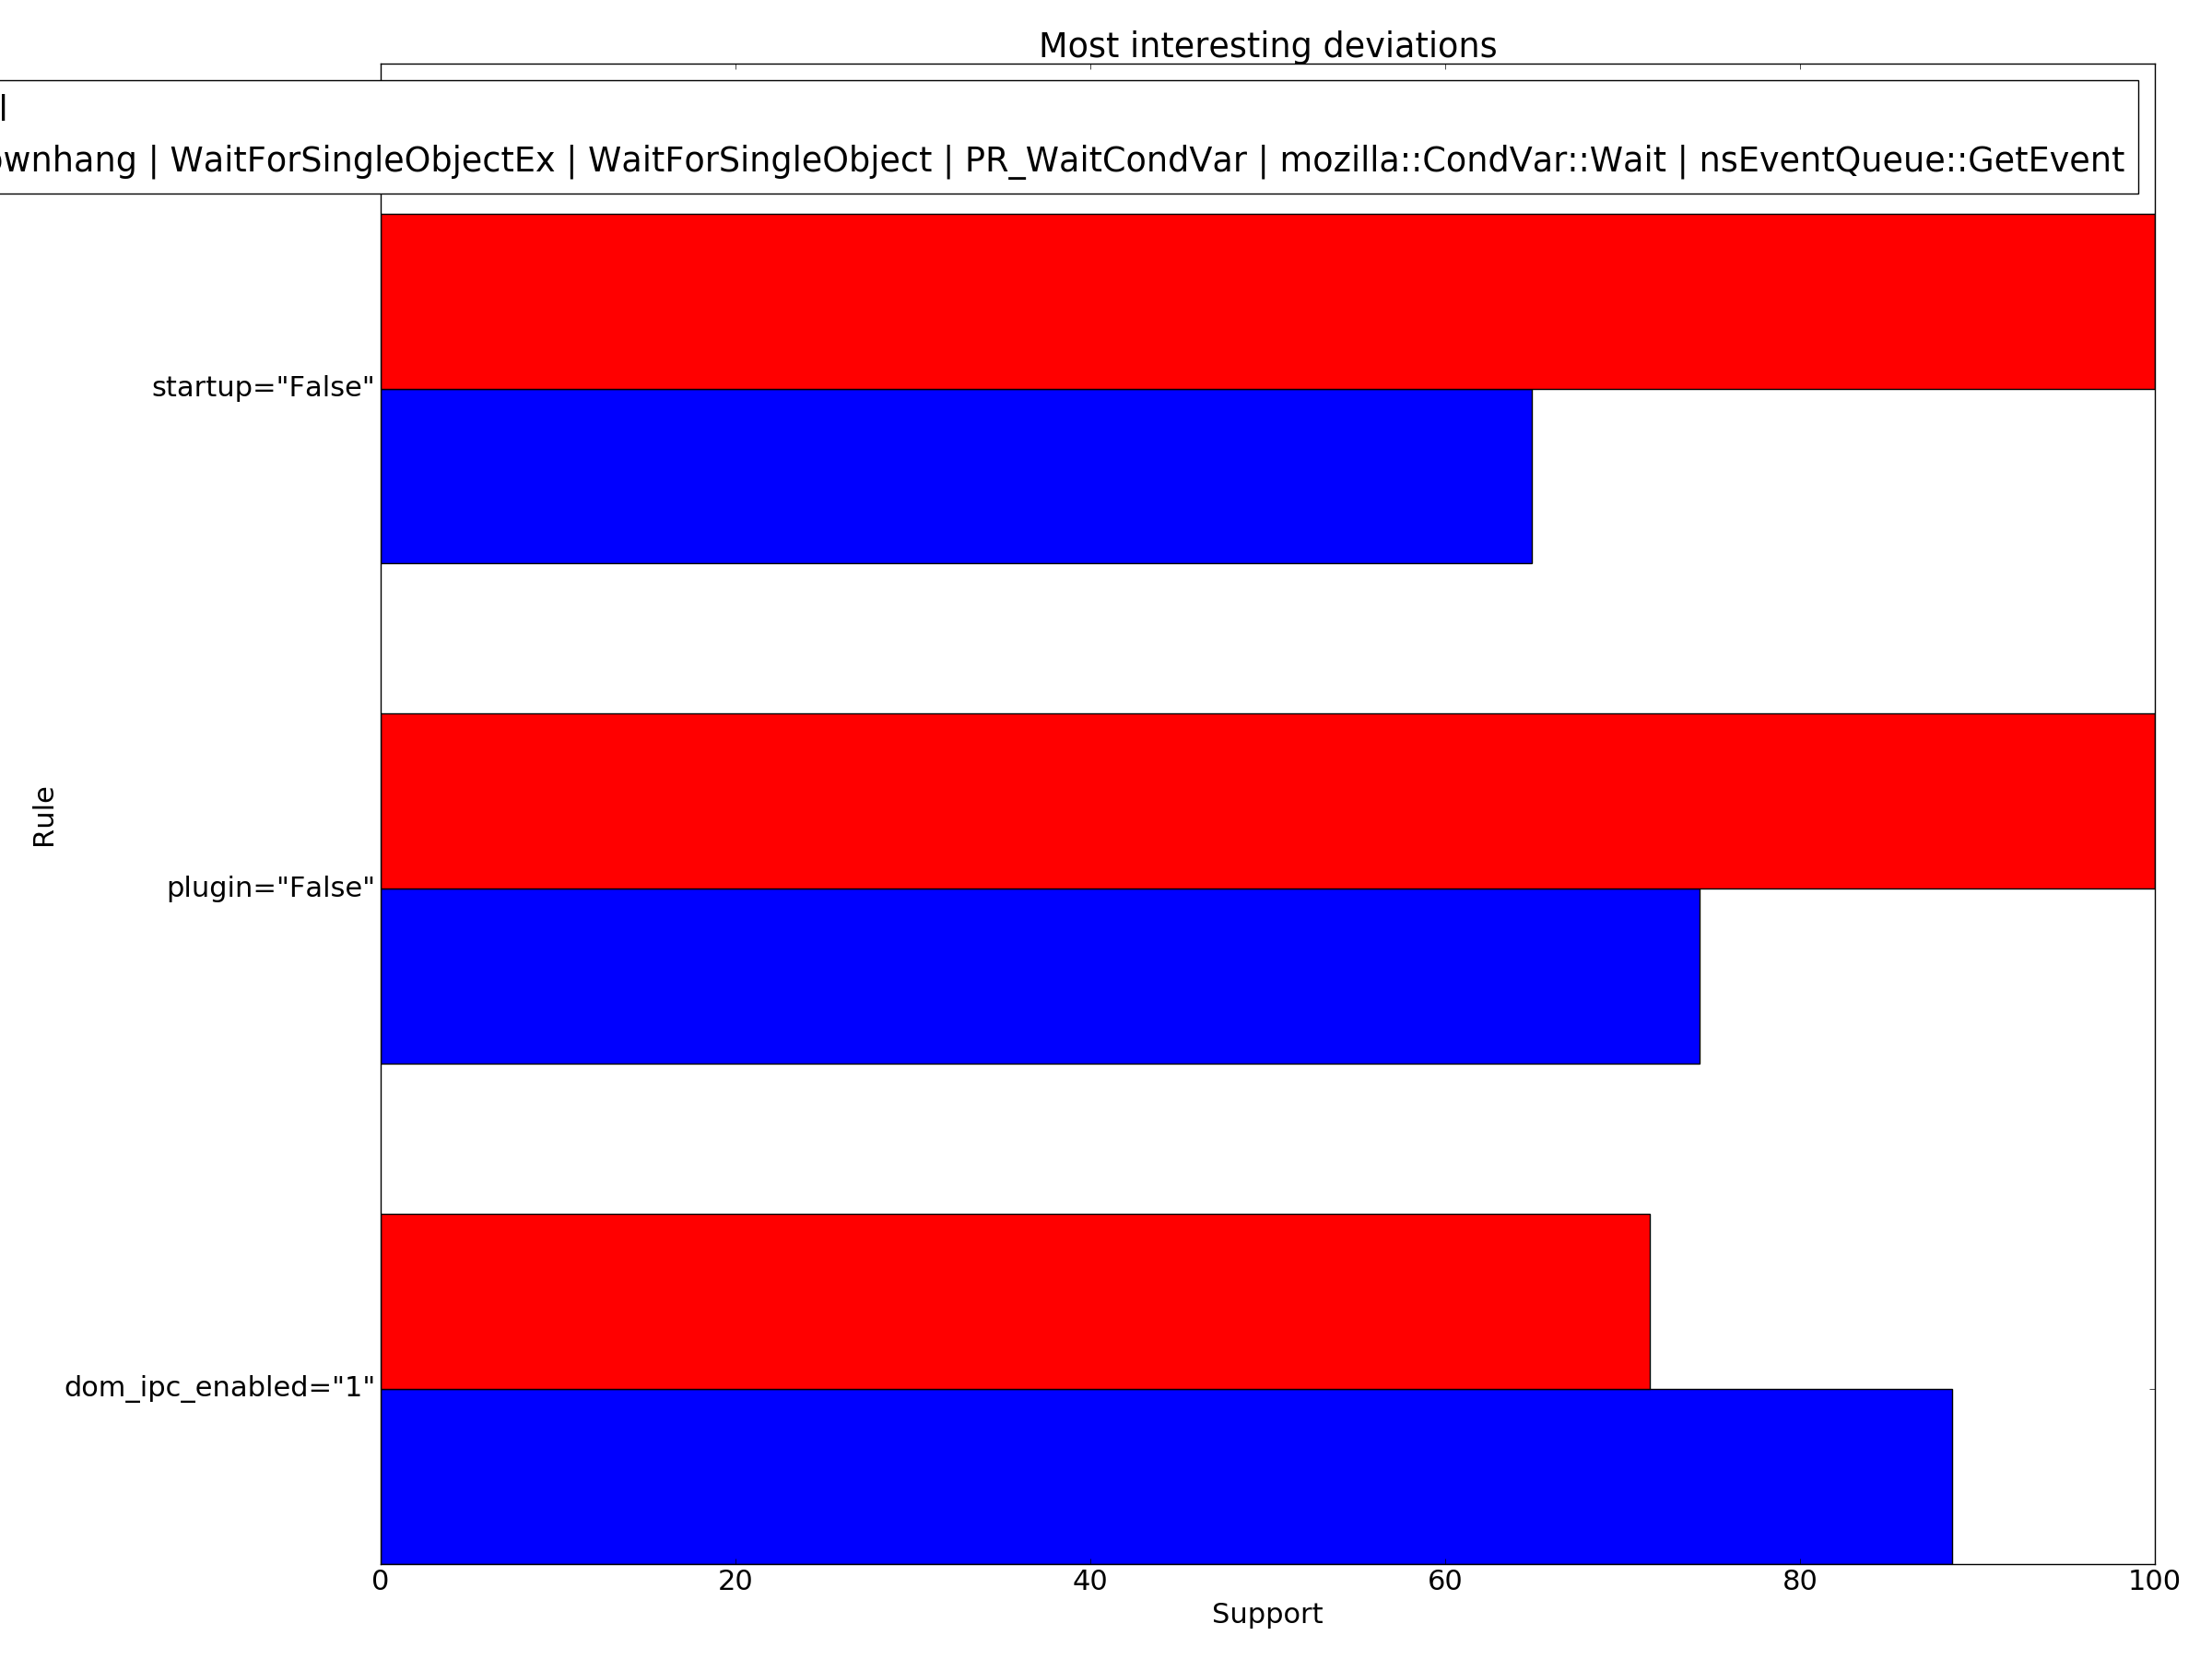 Most interesting deviations
l
wnhang | WaitForSingleObjectEx | WaitForSingleObject | PR_WaitCondVar | mozilla::CondVar::Wait | nsEventQueue::GetEvent
startup="False"
plugin="False"
dom_ipc_enabled="1"
Rule
0 20 40 60 80 100
Support